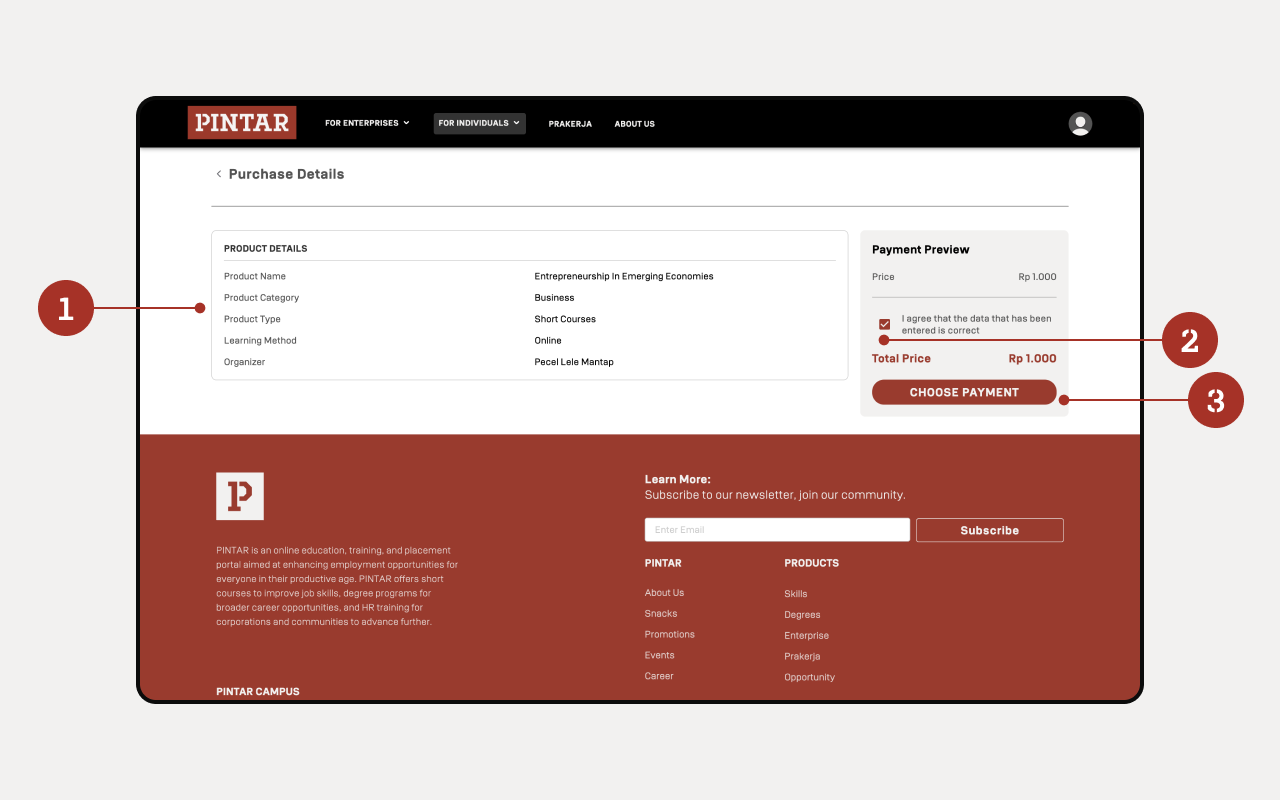 PINTAR
FOR ENTERPRISES
FOR INDIVIDUALS
PRAKERJA
ABOUT US
Purchase Details
PRODUCT DETAILS
Product Name Entrepreneurship In Emerging Economies
Product Category Business
Product Type Short Courses
Learning Method Online
Organizer Pecel Lele Mantap
1
Payment Preview
Price Rp 1.000
I agree that the data that has been
entered is correct
2
Total Price Rp 1.000
CHOOSE PAYMENT
3
P
PINTAR is an online education, training, and placement
portal aimed at enhancing employment opportunities for
everyone in their productive age. PINTAR offers short
courses to improve job skills, degree programs for
broader career opportunities, and HR training for
corporations and communities to advance further.
PINTAR CAMPUS
Learn More:
Subscribe to our newsletter, join our community.
Enter Email
Subscribe
PINTAR
About Us
Snacks
Promotions
Events
Career
PRODUCTS
Skills
Degrees
Enterprise
Prakerja
Opportunity